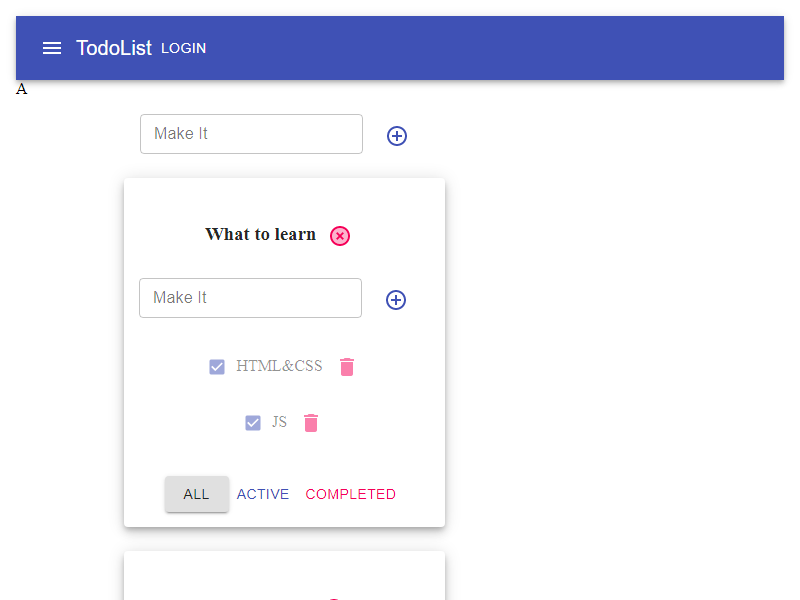 TodoList LOGIN
A
Make It
What to learn
Make It
HTML&CSS
JS
ALL ACTIVE COMPLETED